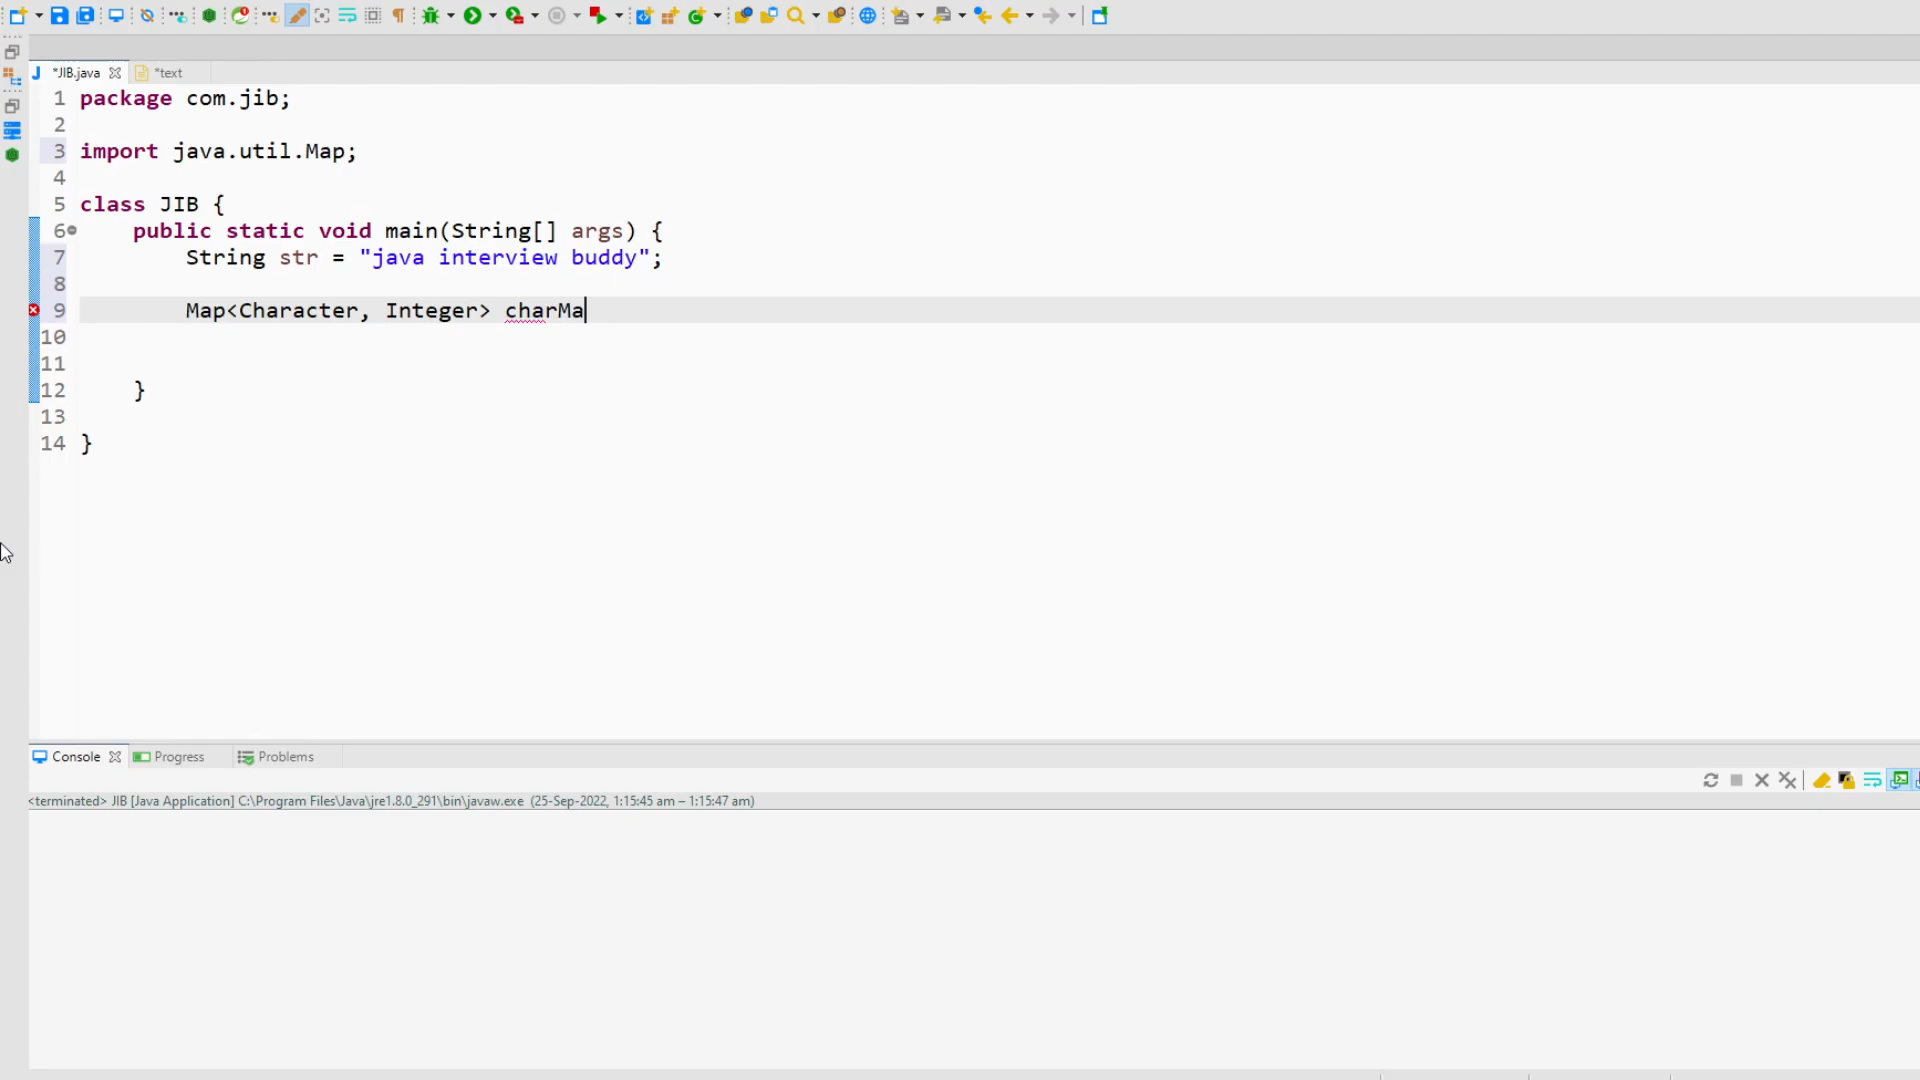 *JIB.java
*text
1 package com.jib;
2
3 import java.util.Map;
4
5 class JIB {
6 public static void main(String[] args) {
7 String str = "java interview buddy";
8
9 Map<Character, Integer> charMa
10
11
12 }
13
14 }
Console Progress Problems
<terminated> JIB [Java Application] C:\Program Files\Java\jre1.8.0_291\bin\javaw.exe (25-Sep-2022, 1:15:45 am – 1:15:47 am)